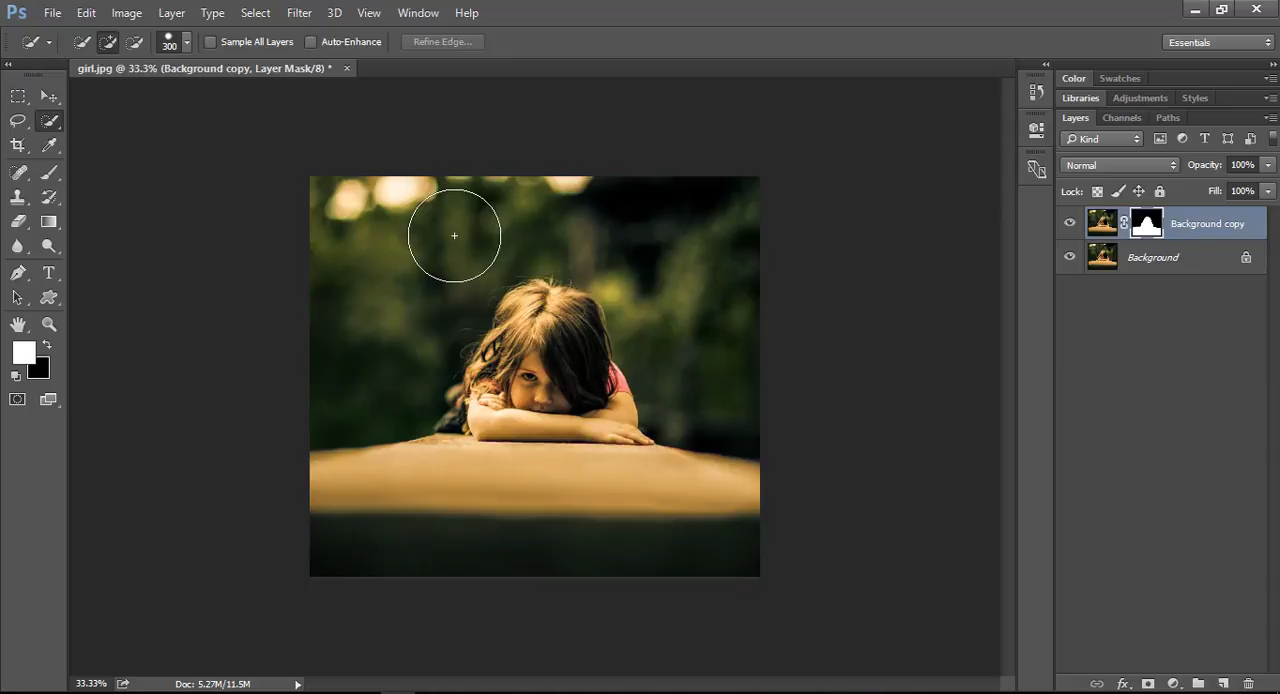 Ps File Edit Image Layer Type Select Filter 3D View Window Help
300 Sample All Layers Auto-Enhance Refine Edge... Essentials
girl.jpg @ 33.3% (Background copy, Layer Mask/8) * ×
Color Swatches
Libraries Adjustments Styles
Layers Channels Paths
Kind
Normal Opacity: 100%
Lock: Fill: 100%
Background copy
Background
33.33% Doc: 5.27M/11.5M
fx